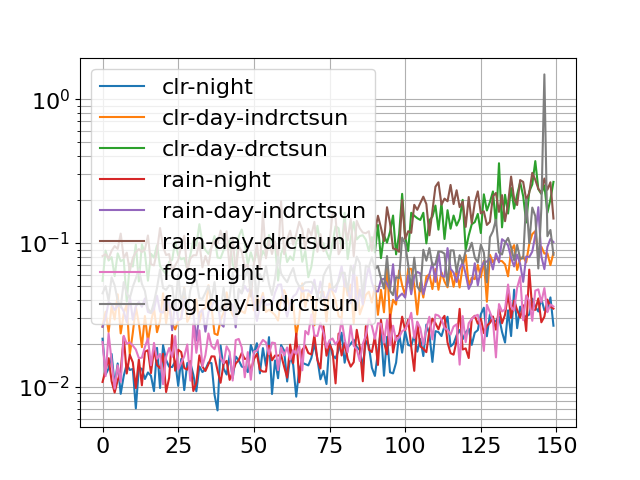 10⁰
10⁻¹
10⁻²
clr-night
clr-day-indrctsun
clr-day-drctsun
rain-night
rain-day-indrctsun
rain-day-drctsun
fog-night
fog-day-indrctsun
0 25 50 75 100 125 150